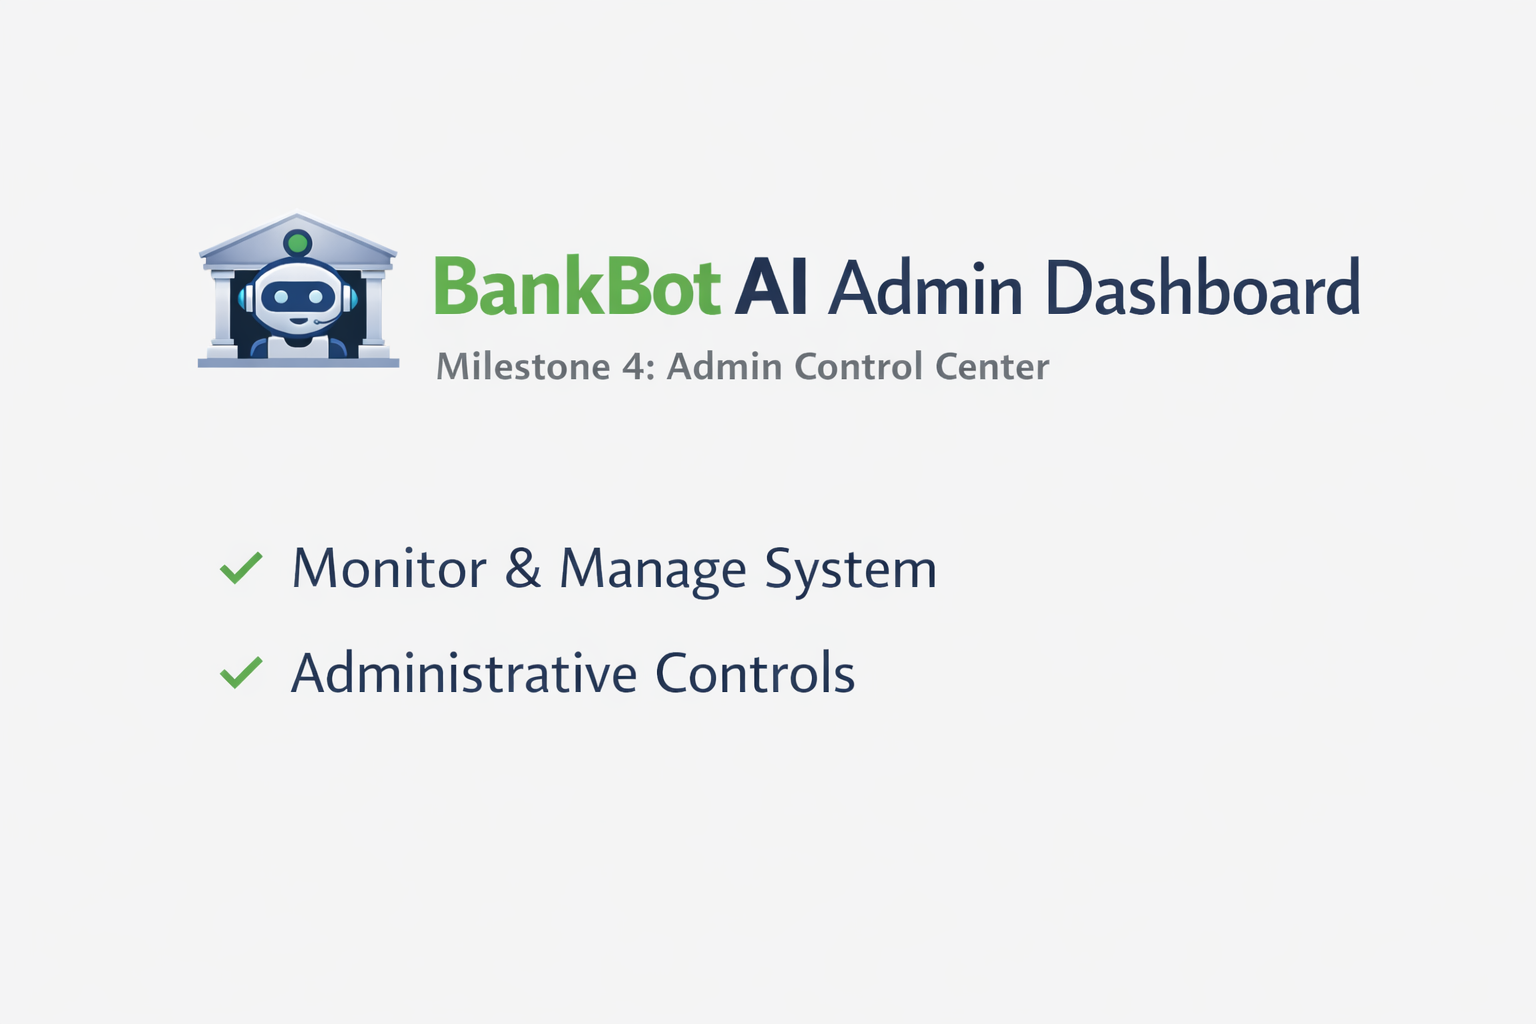 BankBot AI Admin Dashboard
Milestone 4: Admin Control Center
Monitor & Manage System
Administrative Controls